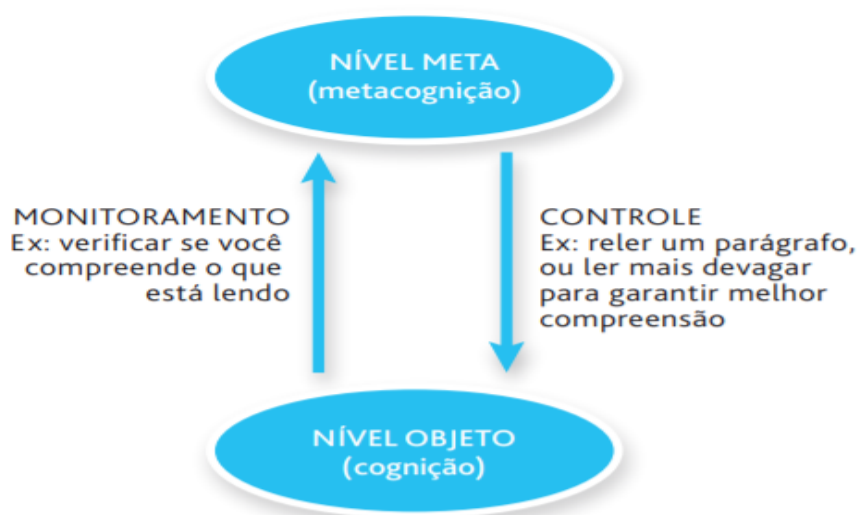 NÍVEL META
(metacognição)
MONITORAMENTO
Ex: verificar se você
compreende o que
está lendo
CONTROLE
Ex: reler um parágrafo,
ou ler mais devagar
para garantir melhor
compreensão
NÍVEL OBJETO
(cognição)